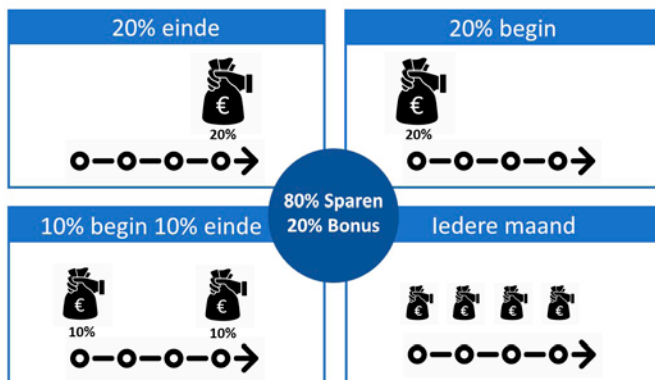 20% einde
€
20%
20% begin
€
20%
80% Sparen
20% Bonus
10% begin 10% einde
€
10%
€
10%
Iedere maand
€
€
€
€